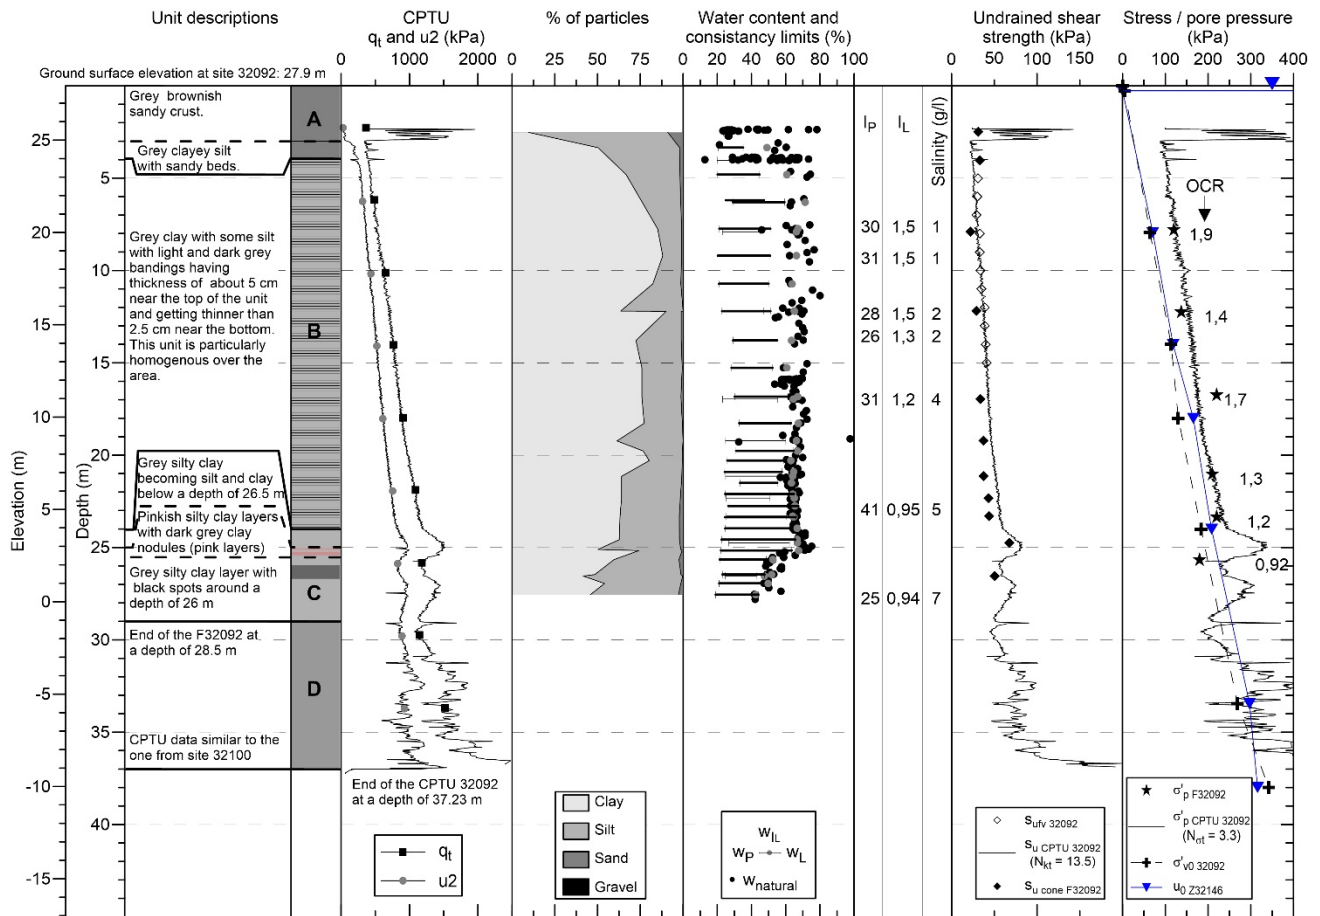 Unit descriptions
CPTU
qt and u2 (kPa)
% of particles
Water content and
consistancy limits (%)
Undrained shear
strength (kPa)
Stress / pore pressure
(kPa)
Ground surface elevation at site 32092: 27.9 m
0 1000 2000
0 25 50 75 100
0 20 40 60 80 100
0 50 100 150 200
0 100 200 300 400
Elevation (m)
25
20
15
10
5
0
-5
-10
-15
Depth (m)
5
10
15
20
25
30
35
40
Grey brownish
sandy crust.
Grey clayey silt
with sandy beds.
Grey clay with some silt
with light and dark grey
bandings having
thickness of about 5 cm
near the top of the unit
and getting thinner than
2.5 cm near the bottom.
This unit is particularly
homogenous over the
area.
Grey silty clay
becoming silt and clay
below a depth of 26.5 m
Pinkish silty clay layers
with dark grey clay
nodules (pink layers)
Grey silty clay layer with
black spots around a
depth of 26 m
End of the F32092 at
a depth of 28.5 m
CPTU data similar to the
one from site 32100
A
B
C
D
End of the CPTU 32092
at a depth of 37.23 m
qt
u2
100 75 50 25 0
Clay
Silt
Sand
Gravel
wIL
wP wL
wnatural
IP IL Salinity (g/l)
30 1,5 1
31 1,5 1
28 1,5 2
26 1,3 2
31 1,2 4
41 0,95 5
25 0,94 7
sufv 32092
su CPTU 32092
(Nkt = 13.5)
su cone F32092
OCR
1,9
1,4
1,7
1,3
1,2
0,92
σ'p F32092
σ'p CPTU 32092
(Nσt = 3.3)
σ'v0 32092
u0 Z32146